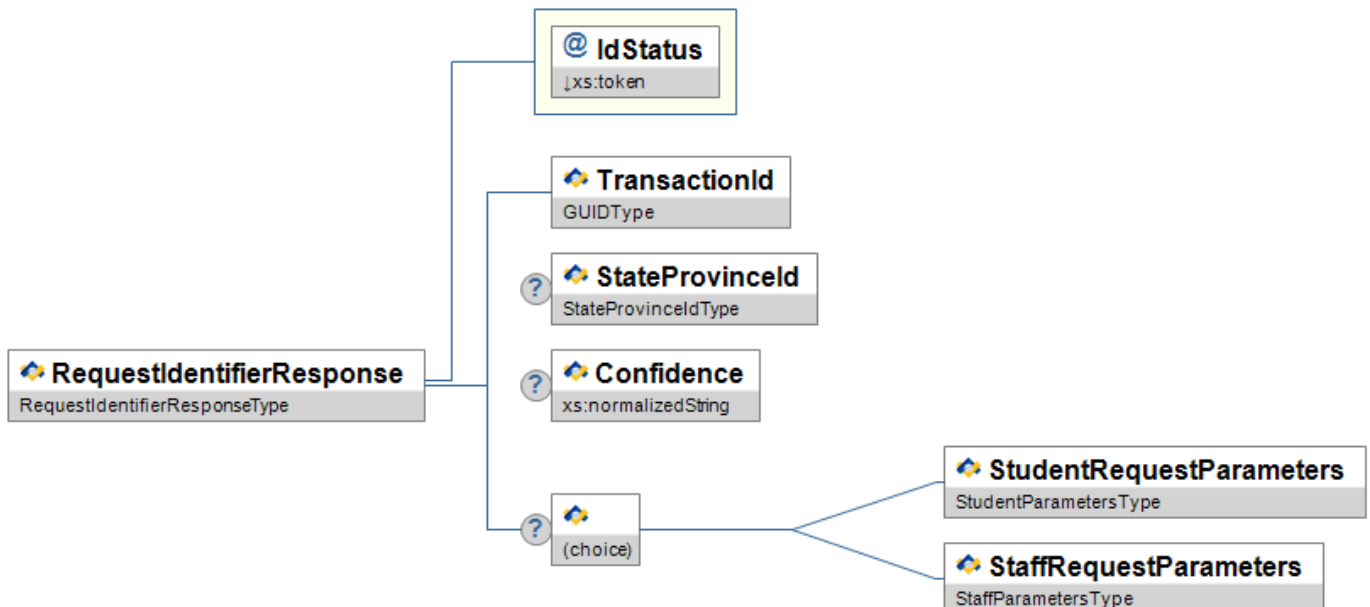 @ IdStatus
↓xs:token
TransactionId
GUIDType
? StateProvinceId
StateProvinceIdType
RequestIdentifierResponse
RequestIdentifierResponseType
? Confidence
xs:normalizedString
?
(choice)
StudentRequestParameters
StudentParametersType
StaffRequestParameters
StaffParametersType